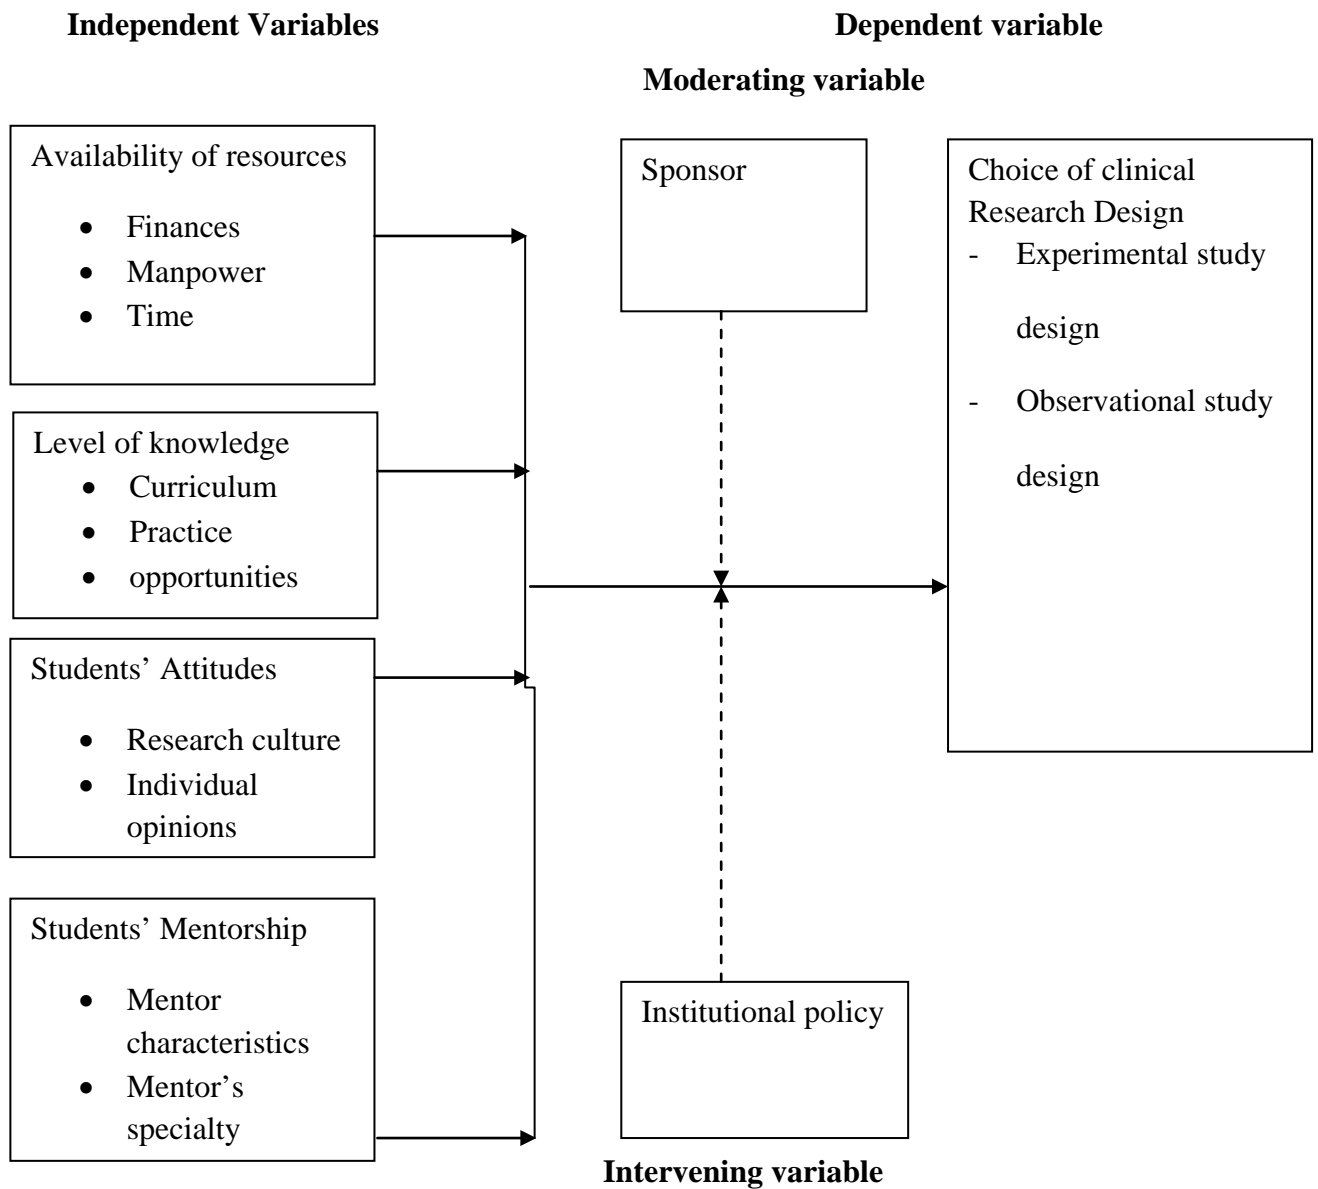 Independent Variables
Dependent variable
Moderating variable
Availability of resources
• Finances
• Manpower
• Time
Level of knowledge
• Curriculum
• Practice
• opportunities
Students’ Attitudes
• Research culture
• Individual
opinions
Students’ Mentorship
• Mentor
characteristics
• Mentor’s
specialty
Sponsor
Institutional policy
Intervening variable
Choice of clinical
Research Design
- Experimental study
design
- Observational study
design